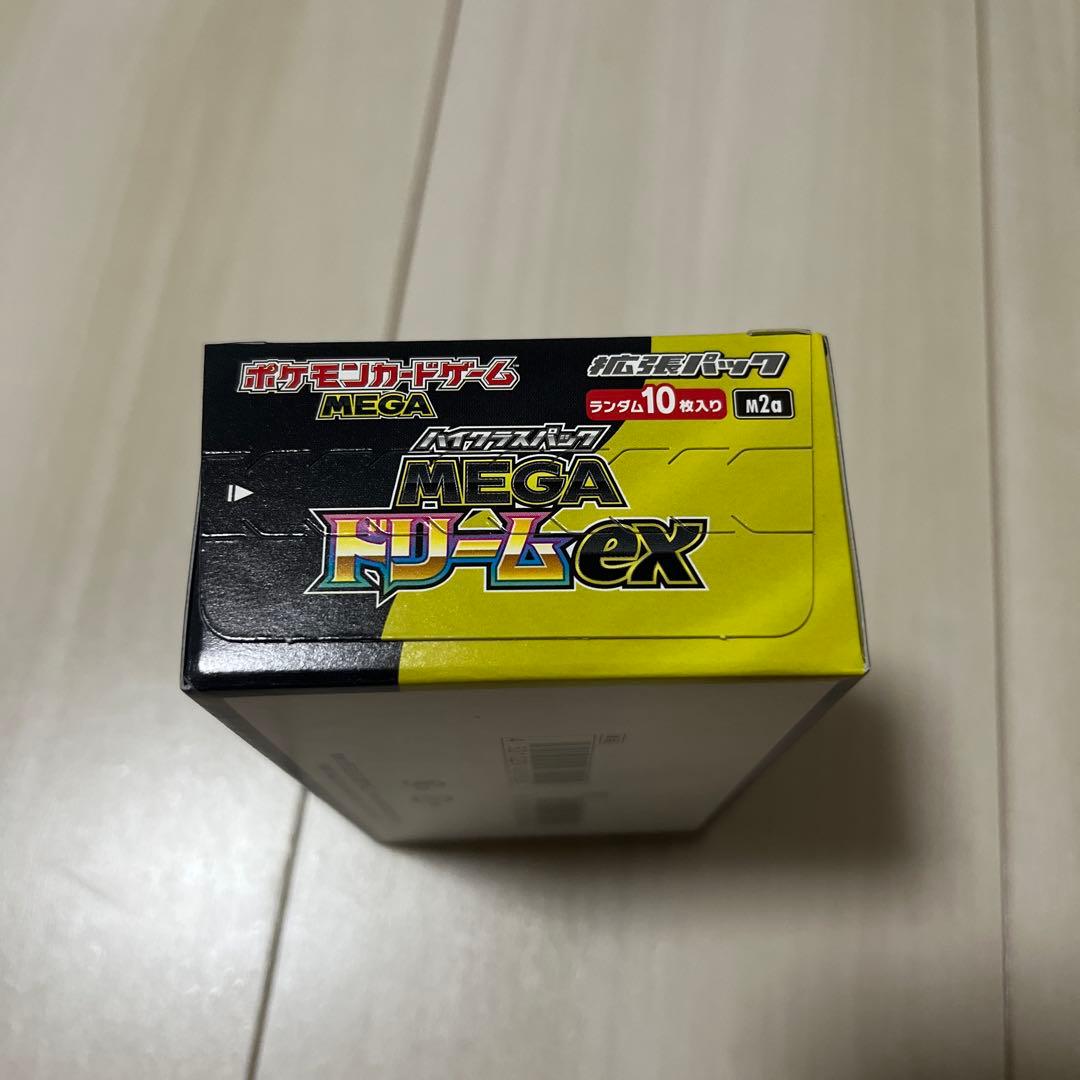 ポケモンカードゲーム
MEGA
拡張パック
ランダム10枚入り
M2a
ハイクラスパック
MEGA
ドリームex